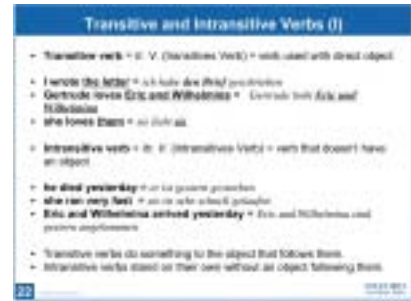 Transitive and Intransitive Verbs (I)
Transitive verb = tr. V. (transitives Verb) = verb used with direct object
I wrote the letter = ich habe den Brief geschrieben
Gertrude loves Eric and Wilhelmina = Gertrude liebt Eric und
Wilhelmina
she loves them = sie liebt sie
Intransitive verb = itr. V. (intransitives Verb) = verb that doesn't have
an object
he died yesterday = er ist gestern gestorben
she ran very fast = sie ist sehr schnell gelaufen
Eric and Wilhelmina arrived yesterday = Eric und Wilhelmina sind
gestern angekommen
Transitive verbs do something to the object that follows them.
Intransitive verbs stand on their own without an object following them.
22